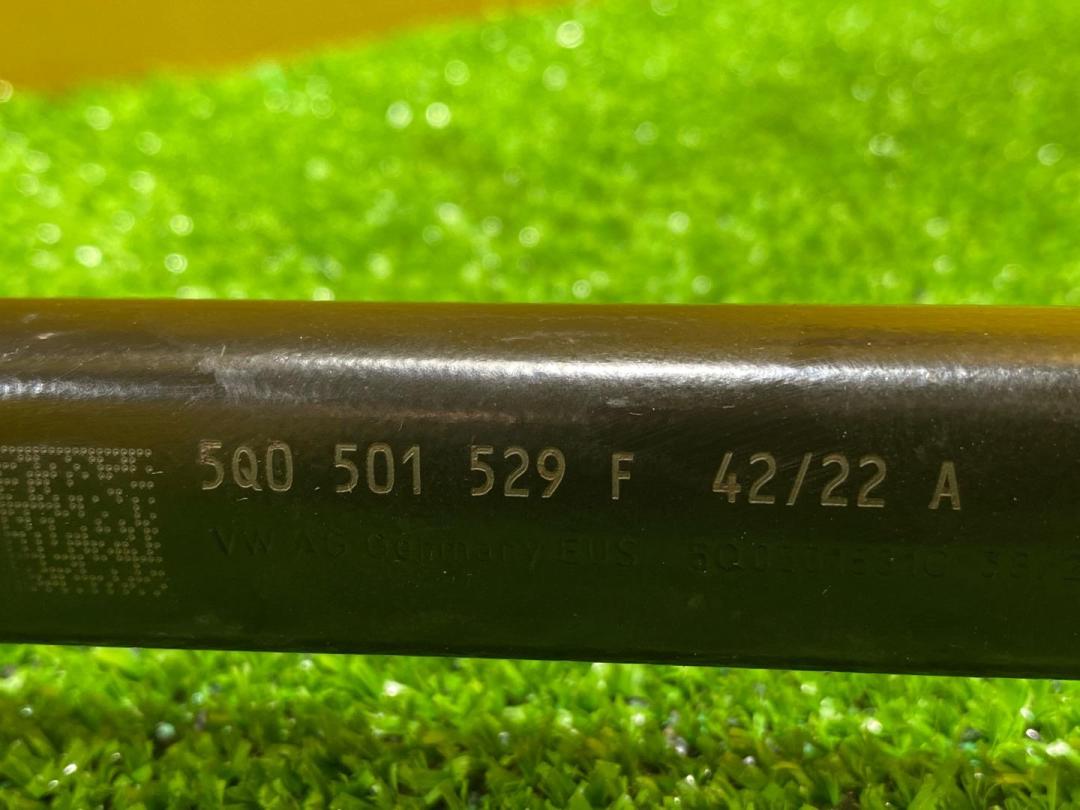 5Q0 501 529 F 42/22 A
VW AG Germany EUS